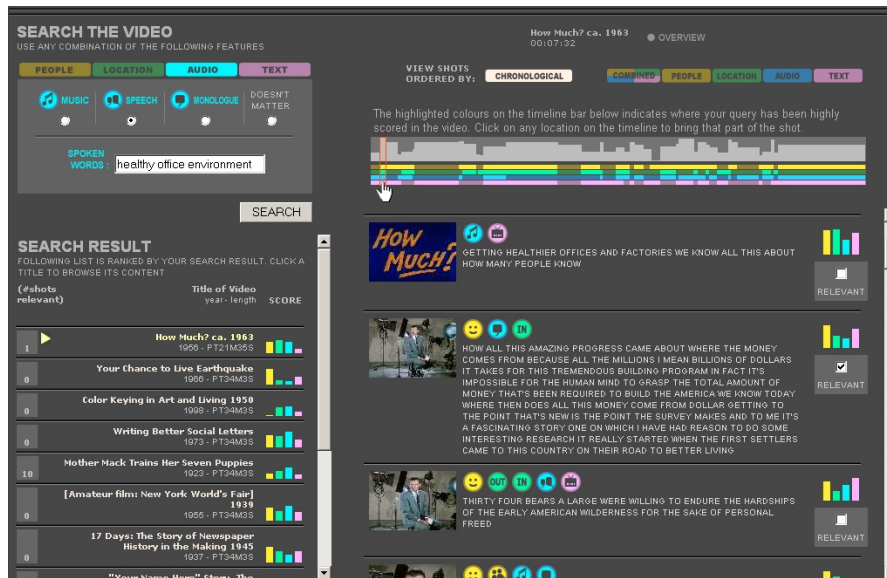 SEARCH THE VIDEO
USE ANY COMBINATION OF THE FOLLOWING FEATURES
PEOPLE LOCATION AUDIO TEXT
MUSIC SPEECH MONOLOGUE DOESN'T
MATTER
SPOKEN
WORDS : healthy office environment
SEARCH
SEARCH RESULT
FOLLOWING LIST IS RANKED BY YOUR SEARCH RESULT. CLICK A
TITLE TO BROWSE ITS CONTENT
(#shots
relevant)
Title of Video
year - length SCORE
How Much? ca. 1963
1 1956 - PT21M35S
Your Chance to Live Earthquake
0 1966 - PT34M3S
Color Keying in Art and Living 1950
0 1998 - PT34M3S
Writing Better Social Letters
0 1973 - PT34M3S
Mother Mack Trains Her Seven Puppies
10 1923 - PT34M3S
[Amateur film: New York World's Fair]
1939
0 1955 - PT34M3S
17 Days: The Story of Newspaper
History in the Making 1945
0 1937 - PT34M3S
"Your Name Here" Story, The
How Much? ca. 1963
00:07:32
OVERVIEW
VIEW SHOTS
ORDERED BY: CHRONOLOGICAL COMBINED PEOPLE LOCATION AUDIO TEXT
The highlighted colours on the timeline bar below indicates where your query has been highly
scored in the video. Click on any location on the timeline to bring that part of the shot.
HOW
MUCH?
GETTING HEALTHIER OFFICES AND FACTORIES WE KNOW ALL THIS ABOUT
HOW MANY PEOPLE KNOW
RELEVANT
IN
HOW ALL THIS AMAZING PROGRESS CAME ABOUT WHERE THE MONEY
COMES FROM BECAUSE ALL THE MILLIONS I MEAN BILLIONS OF DOLLARS
IT TAKES FOR THIS TREMENDOUS BUILDING PROGRAM IN FACT IT'S
IMPOSSIBLE FOR THE HUMAN MIND TO GRASP THE TOTAL AMOUNT OF
MONEY THAT'S BEEN REQUIRED TO BUILD THE AMERICA WE KNOW TODAY
WHERE THEN DOES ALL THIS MONEY COME FROM DOLLAR GETTING TO
THE POINT THAT'S NEW IS THE POINT THE SURVEY MAKES AND TO ME IT'S
A FASCINATING STORY ONE ON WHICH I HAVE HAD REASON TO DO SOME
INTERESTING RESEARCH IT REALLY STARTED WHEN THE FIRST SETTLERS
CAME TO THIS COUNTRY ON THEIR ROAD TO BETTER LIVING
RELEVANT
OUT IN
THIRTY FOUR BEARS A LARGE WERE WILLING TO ENDURE THE HARDSHIPS
OF THE EARLY AMERICAN WILDERNESS FOR THE SAKE OF PERSONAL
FREED
RELEVANT